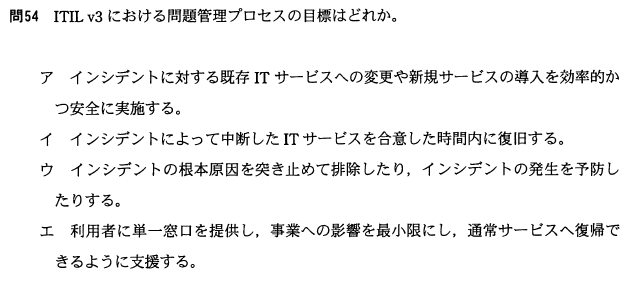 問54 ITIL v3 における問題管理プロセスの目標はどれか。
ア インシデントに対する既存 IT サービスへの変更や新規サービスの導入を効率的か
つ安全に実施する。
イ インシデントによって中断した IT サービスを合意した時間内に復旧する。
ウ インシデントの根本原因を突き止めて排除したり，インシデントの発生を予防し
たりする。
エ 利用者に単一窓口を提供し，事業への影響を最小限にし，通常サービスへ復帰で
きるように支援する。